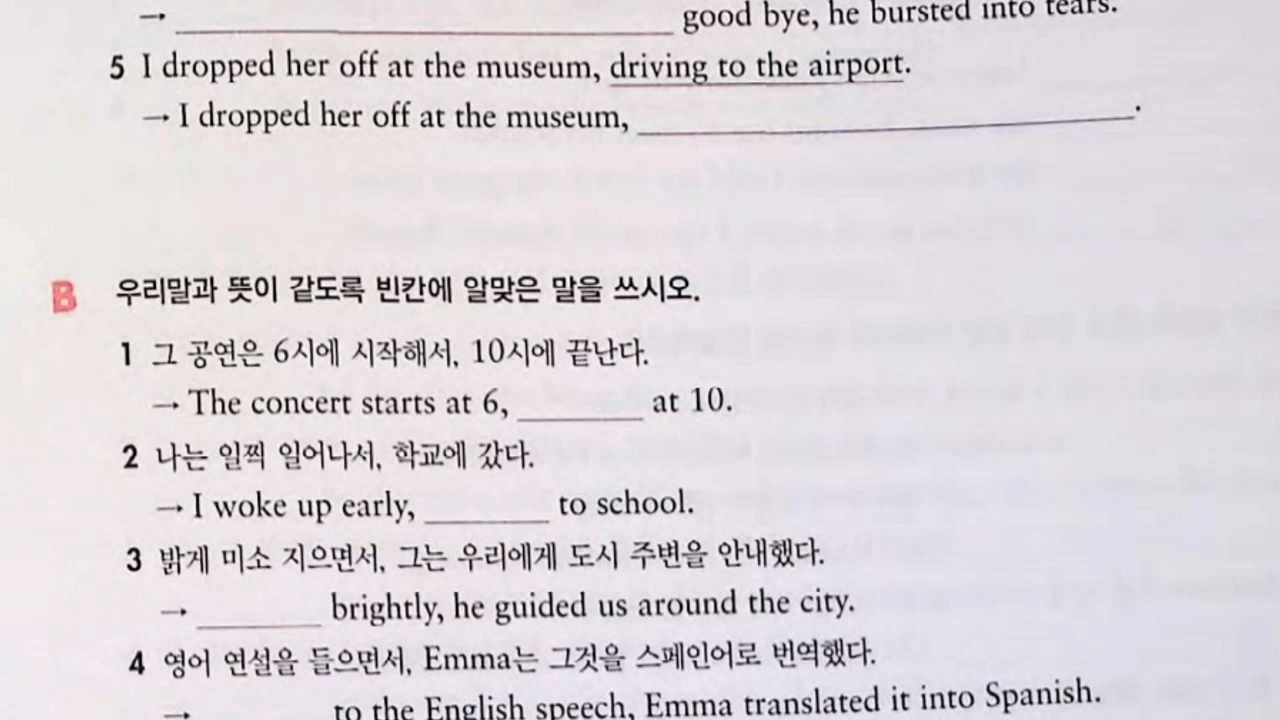 → ____ good bye, he bursted into tears.
5 I dropped her off at the museum, driving to the airport.
→ I dropped her off at the museum, ____.
B 우리말과 뜻이 같도록 빈칸에 알맞은 말을 쓰시오.
1 그 공연은 6시에 시작해서, 10시에 끝난다.
→ The concert starts at 6, ____ at 10.
2 나는 일찍 일어나서, 학교에 갔다.
→ I woke up early, ____ to school.
3 밝게 미소 지으면서, 그는 우리에게 도시 주변을 안내했다.
→ ____ brightly, he guided us around the city.
4 영어 연설을 들으면서, Emma는 그것을 스페인어로 번역했다.
→ ____ to the English speech, Emma translated it into Spanish.